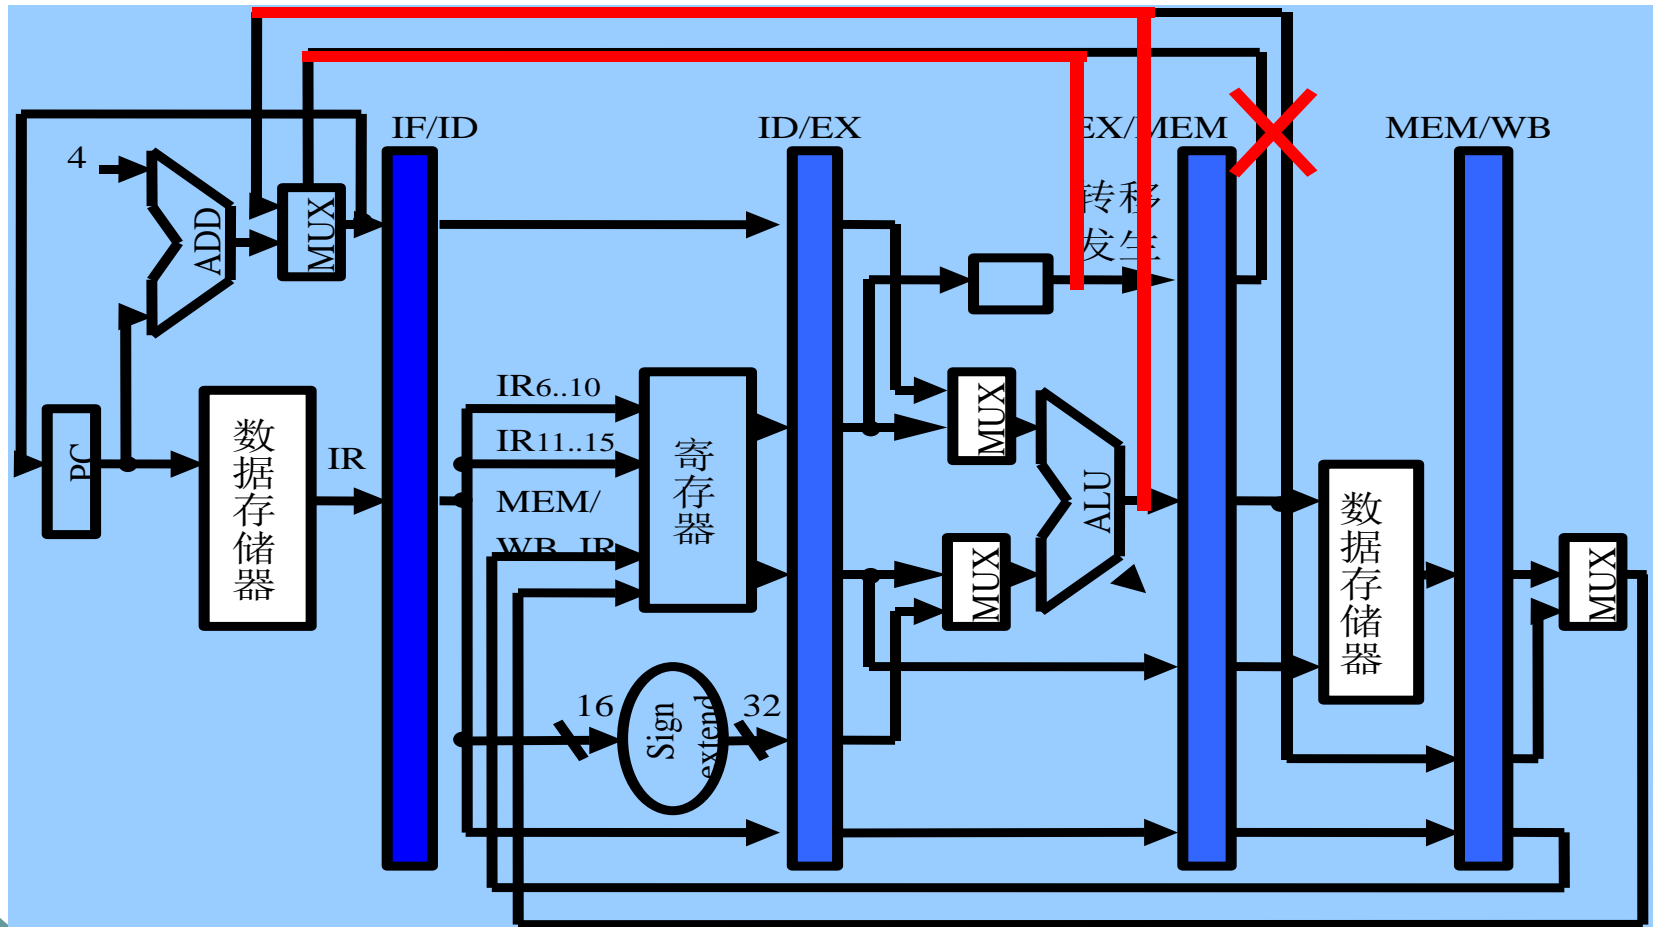 IF/ID
ID/EX
EX/MEM
MEM/WB
4
ADD
MUX
转移
发生
PC
数
据
存
储
器
IR
IR6..10
IR11..15
MEM/
WB IR
寄
存
器
MUX
MUX
ALU
数
据
存
储
器
MUX
16
Sign
extend
32